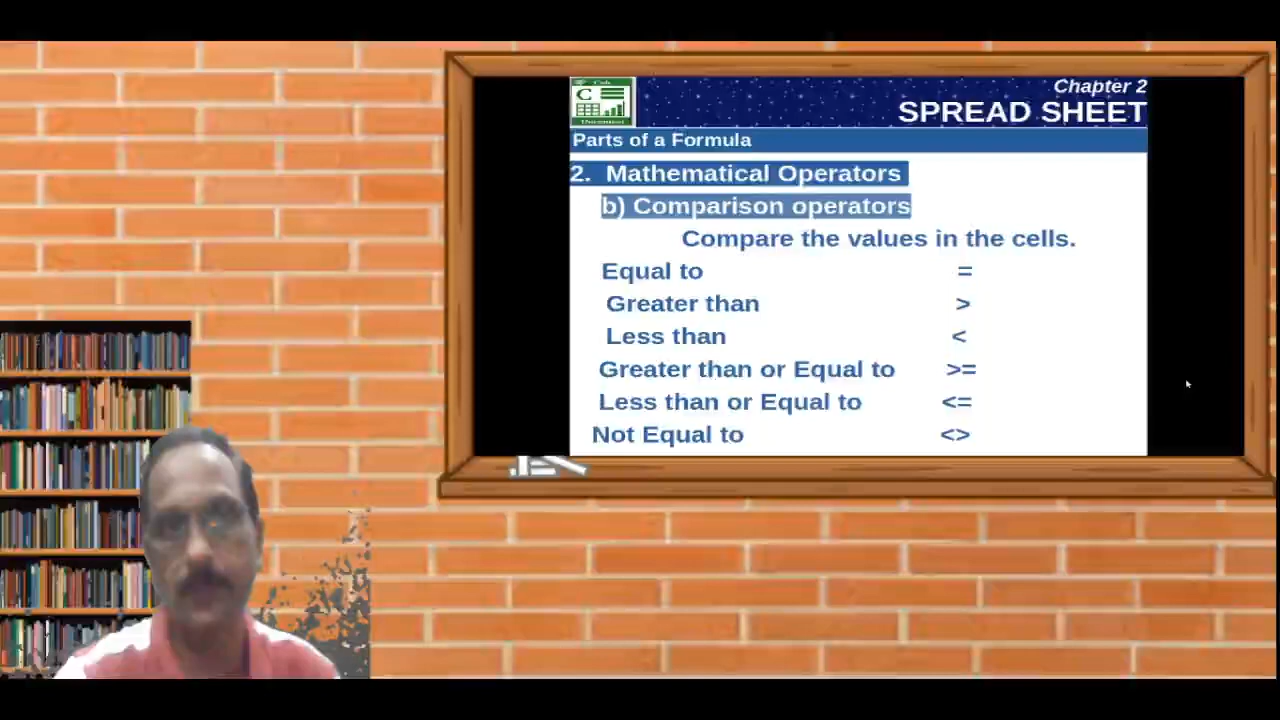 Calc
C
Chapter 2
SPREAD SHEET
Parts of a Formula
2. Mathematical Operators
b) Comparison operators
Compare the values in the cells.
Equal to =
Greater than >
Less than <
Greater than or Equal to >=
Less than or Equal to <=
Not Equal to <>